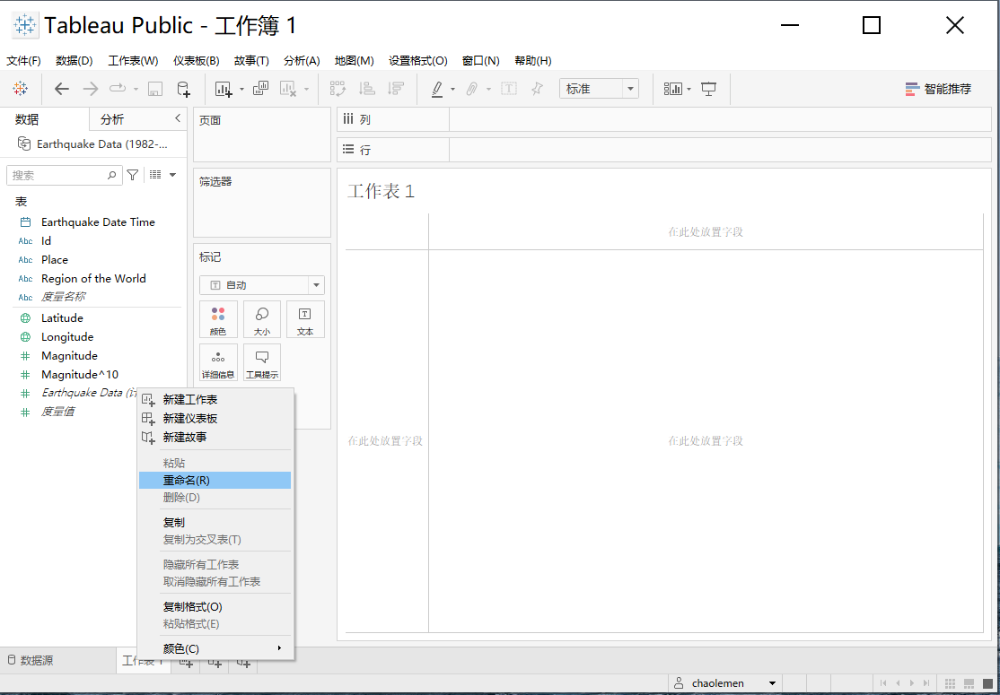 Tableau Public - 工作簿 1
文件(F) 数据(D) 工作表(W) 仪表板(B) 故事(T) 分析(A) 地图(M) 设置格式(O) 窗口(N) 帮助(H)
标准
智能推荐
数据
分析
Earthquake Data (1982-...
搜索
表
Earthquake Date Time
Abc Id
Abc Place
Abc Region of the World
Abc 度量名称
Latitude
Longitude
Magnitude
Magnitude^10
Earthquake Data (
度量值
页面
筛选器
标记
自动
颜色 大小 文本
详细信息 工具提示
列
行
工作表 1
在此处放置字段
在此处放置字段
在此处放置字段
新建工作表
新建仪表板
新建故事
粘贴
重命名(R)
删除(D)
复制
复制为交叉表(T)
隐藏所有工作表
取消隐藏所有工作表
复制格式(O)
粘贴格式(E)
颜色(C)
数据源
工作表 1
chaolemen